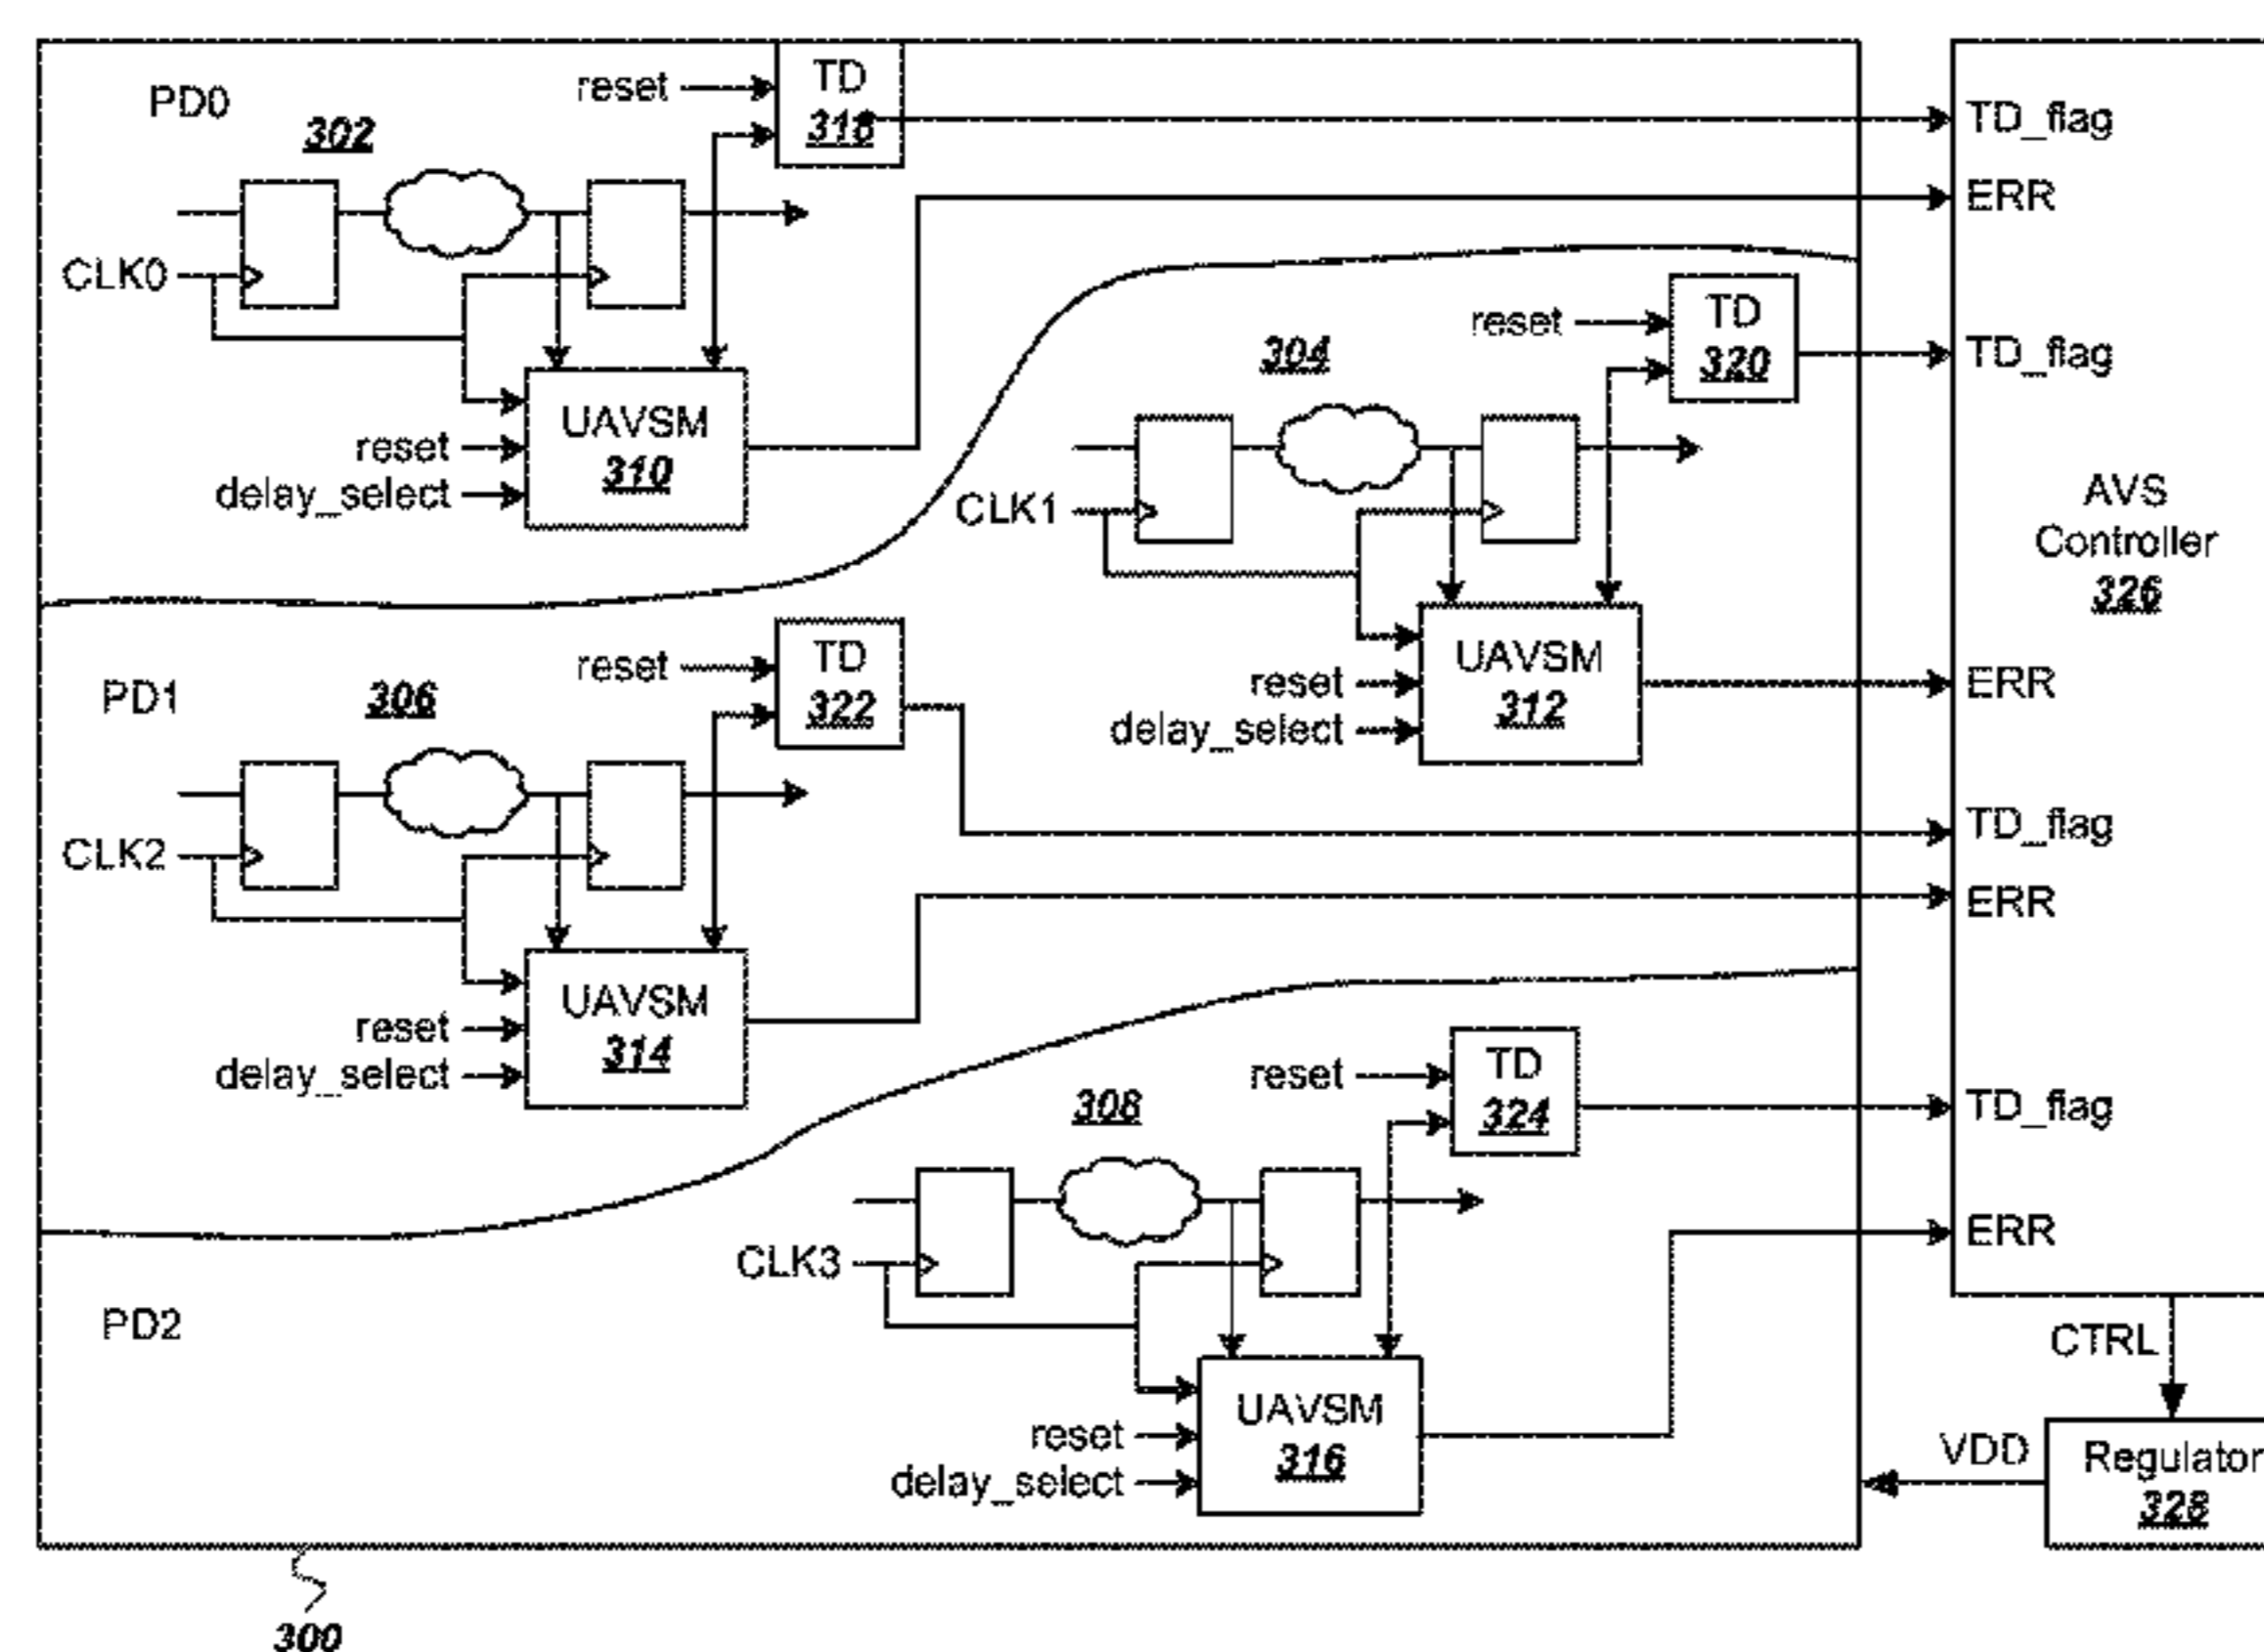 PD0
302
reset
TD
318
CLK0
UAVSM
310
reset
delay_select
304
reset
TD
320
CLK1
UAVSM
312
reset
delay_select
PD1
306
reset
TD
322
CLK2
UAVSM
314
reset
delay_select
PD2
308
reset
TD
324
CLK3
UAVSM
316
reset
delay_select
300
TD_flag
ERR
TD_flag
AVS
Controller
326
ERR
TD_flag
ERR
TD_flag
ERR
CTRL
VDD
Regulator
328